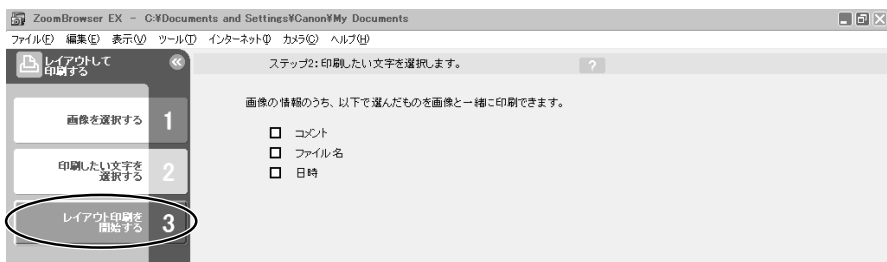 ZoomBrowser EX - C:¥Documents and Settings¥Canon¥My Documents
ファイル(F) 編集(E) 表示(V) ツール(T) インターネット(I) カメラ(C) ヘルプ(H)
レイアウトして
印刷する
ステップ2:印刷したい文字を選択します。
?
画像の情報のうち、以下で選んだものを画像と一緒に印刷できます。
画像を選択する 1
コメント
ファイル名
日時
印刷したい文字を
選択する 2
レイアウト印刷を
開始する 3